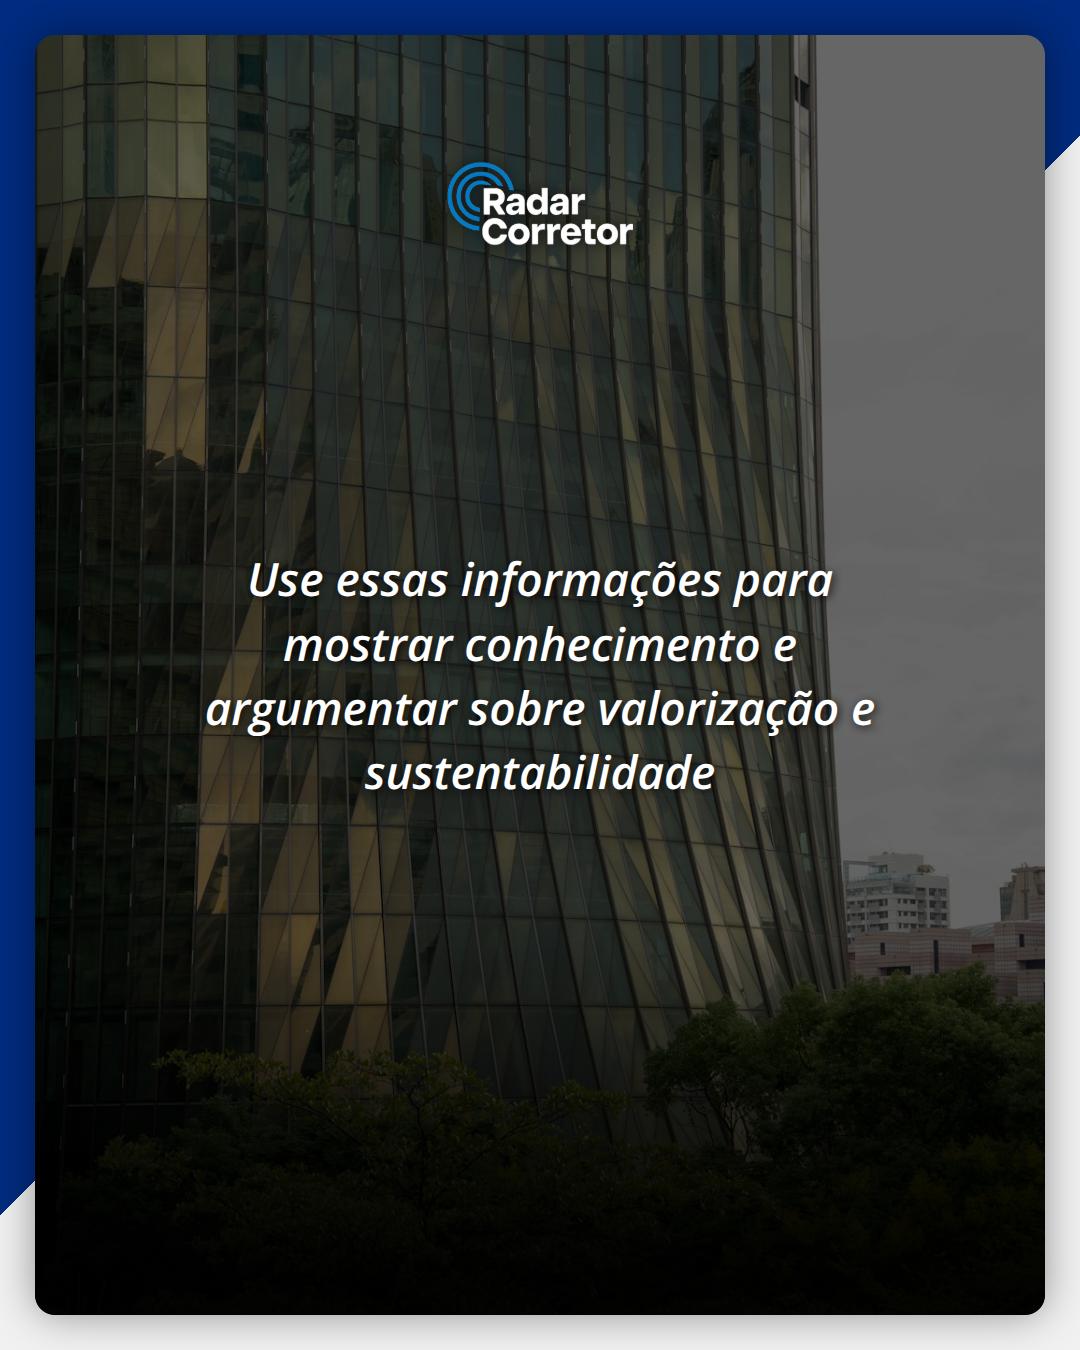 Radar
Corretor
Use essas informações para
mostrar conhecimento e
argumentar sobre valorização e
sustentabilidade